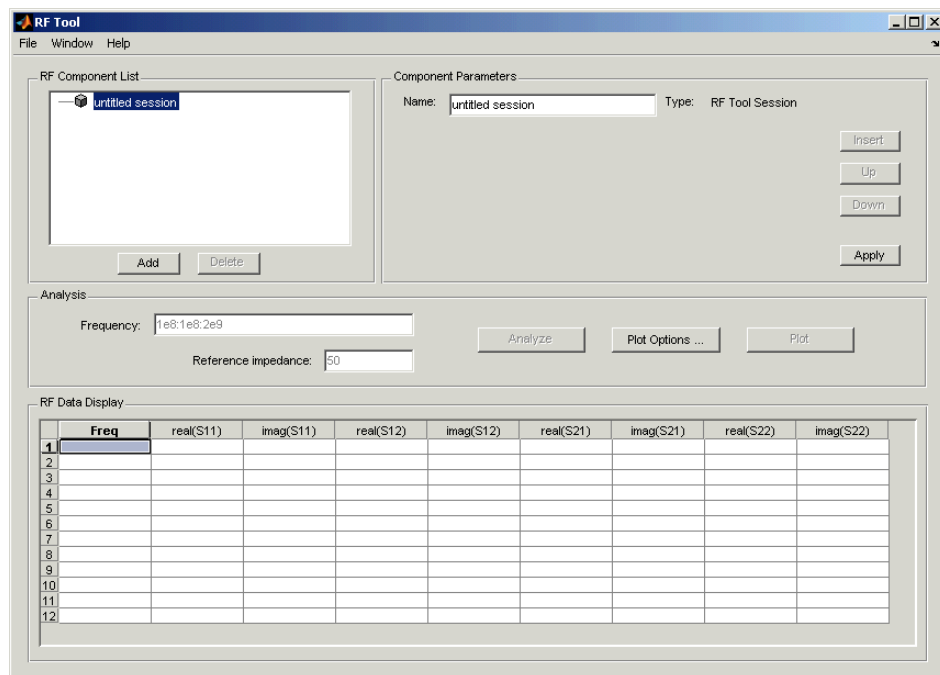 RF Tool
File Window Help
RF Component List
untitled session
Add Delete
Component Parameters
Name: untitled session Type: RF Tool Session
Insert
Up
Down
Apply
Analysis
Frequency: 1e8:1e8:2e9
Reference impedance: 50
Analyze Plot Options ... Plot
RF Data Display
Freq real(S11) imag(S11) real(S12) imag(S12) real(S21) imag(S21) real(S22) imag(S22)
1
2
3
4
5
6
7
8
9
10
11
12